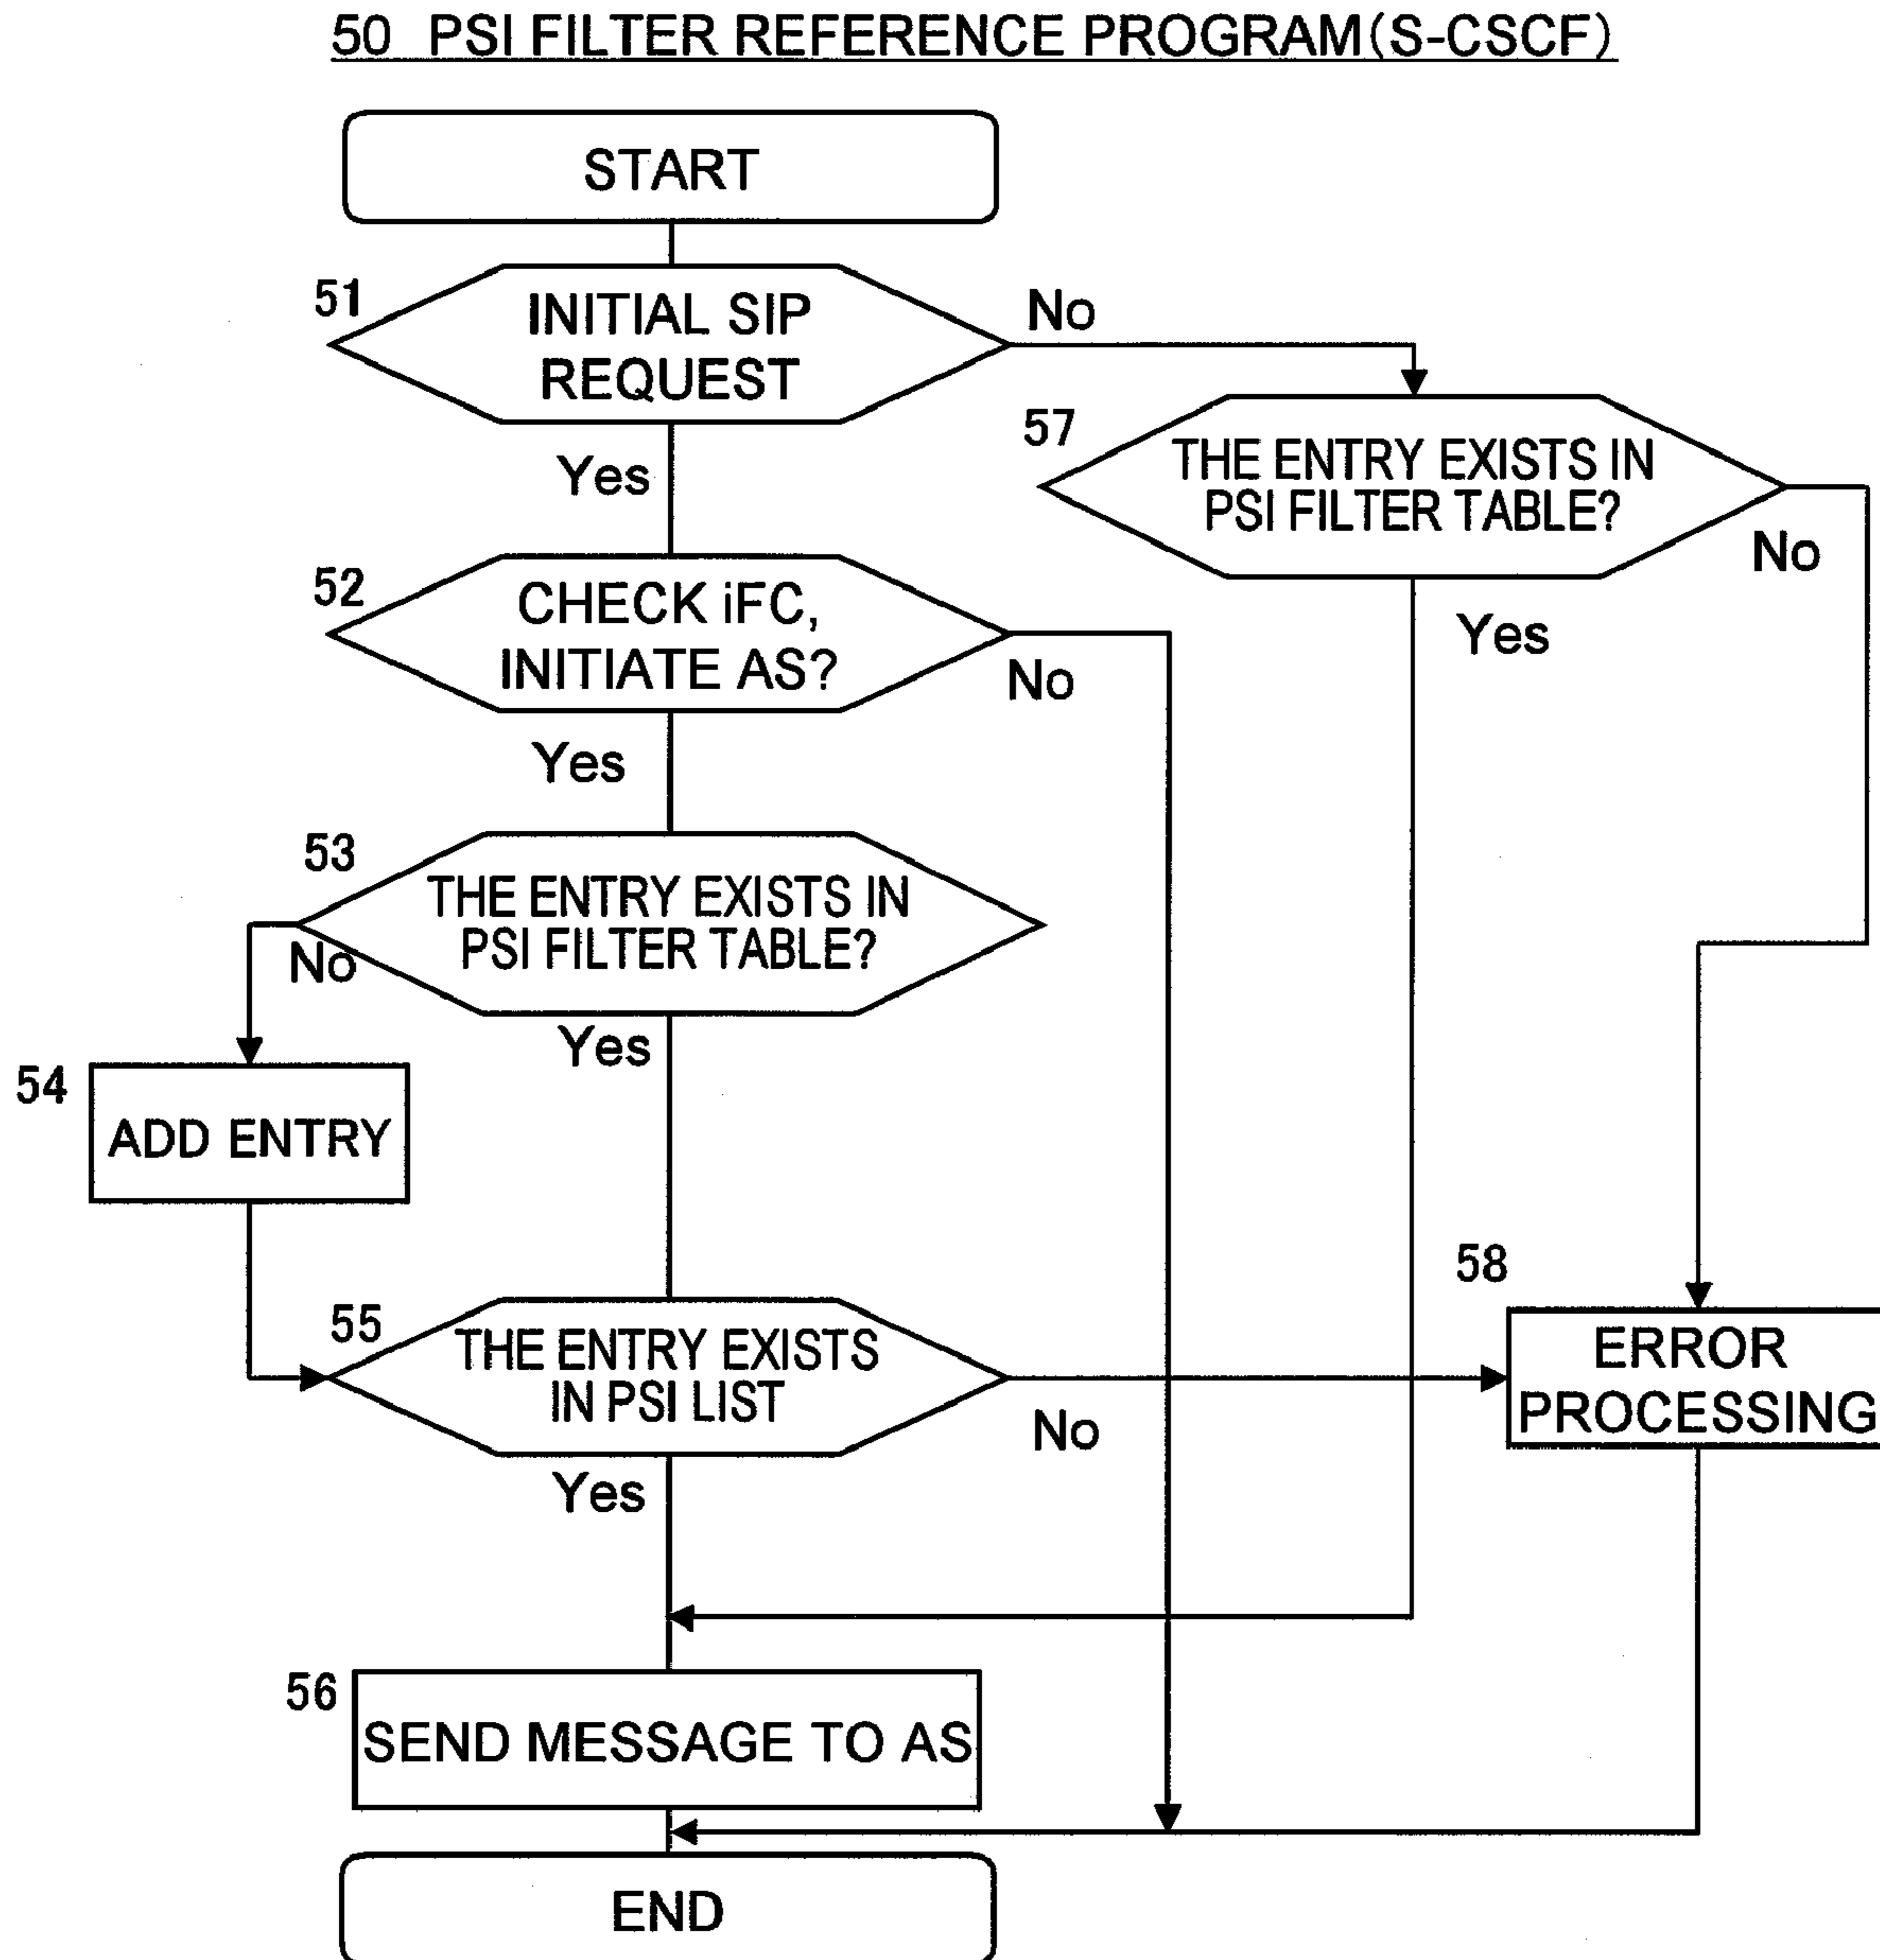 50 PSI FILTER REFERENCE PROGRAM(S-CSCF)
START
51
INITIAL SIP
REQUEST
No
Yes
57
THE ENTRY EXISTS IN
PSI FILTER TABLE?
No
Yes
52
CHECK iFC,
INITIATE AS?
No
Yes
53
THE ENTRY EXISTS IN
PSI FILTER TABLE?
No
Yes
54
ADD ENTRY
55
THE ENTRY EXISTS
IN PSI LIST
No
Yes
58
ERROR
PROCESSING
56
SEND MESSAGE TO AS
END